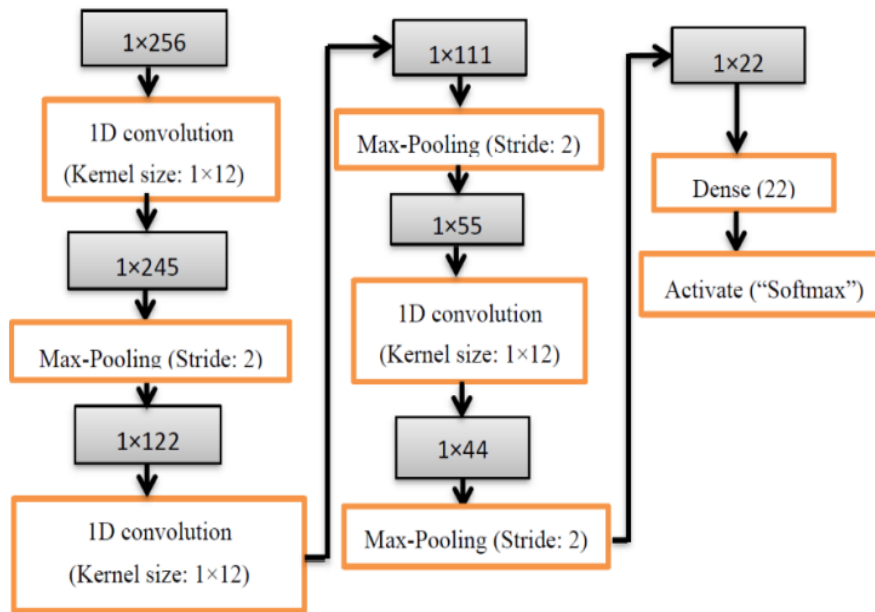 1×256
1D convolution
(Kernel size: 1×12)
1×245
Max-Pooling (Stride: 2)
1×122
1D convolution
(Kernel size: 1×12)
1×111
Max-Pooling (Stride: 2)
1×55
1D convolution
(Kernel size: 1×12)
1×44
Max-Pooling (Stride: 2)
1×22
Dense (22)
Activate (“Softmax”)